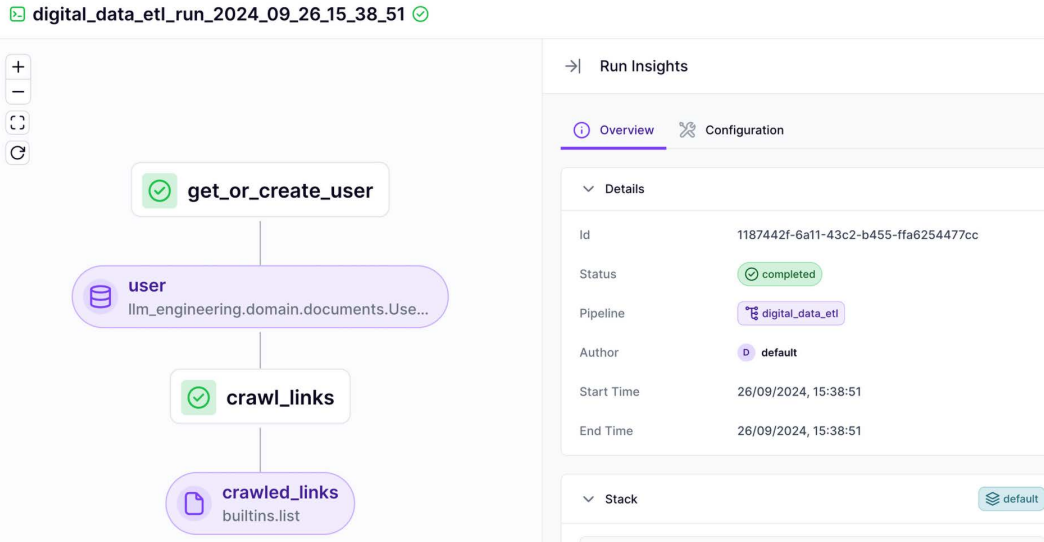 digital_data_etl_run_2024_09_26_15_38_51
get_or_create_user
user
llm_engineering.domain.documents.Use...
crawl_links
crawled_links
builtins.list
Run Insights
Overview Configuration
Details
Id 1187442f-6a11-43c2-b455-ffa6254477cc
Status completed
Pipeline digital_data_etl
Author D default
Start Time 26/09/2024, 15:38:51
End Time 26/09/2024, 15:38:51
Stack default